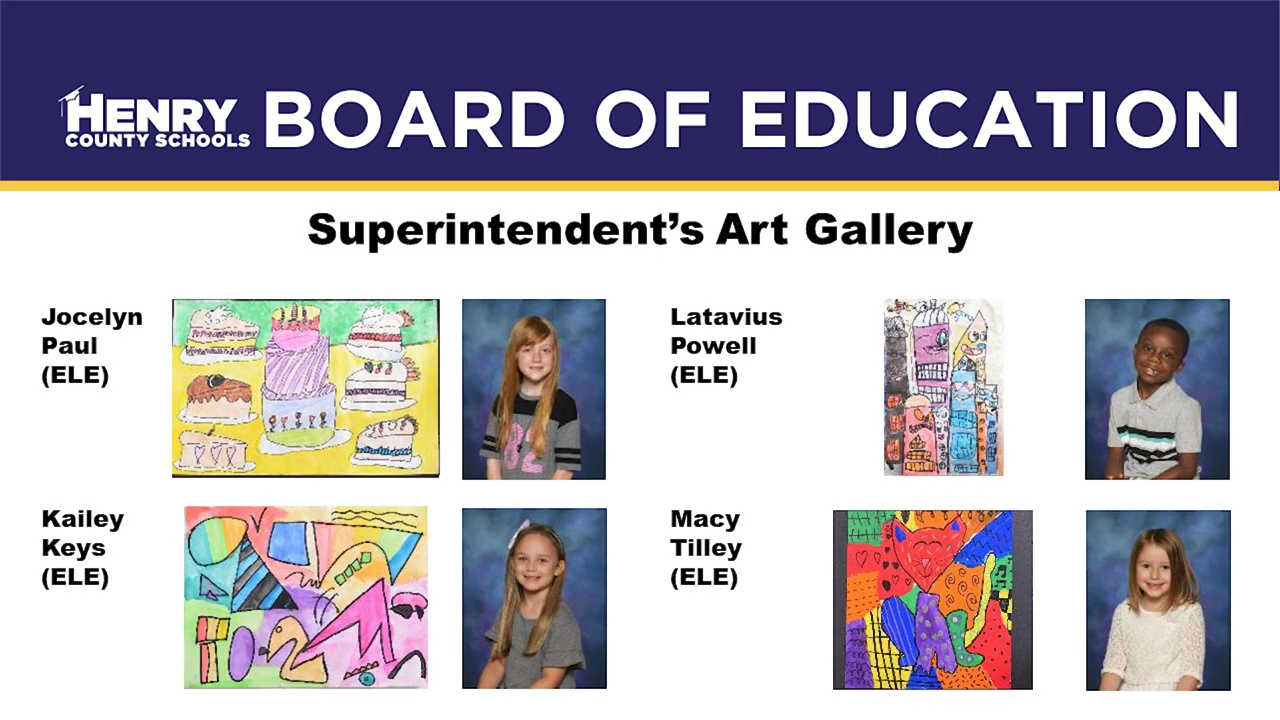 HENRY
COUNTY SCHOOLS
BOARD OF EDUCATION
Superintendent’s Art Gallery
Jocelyn
Paul
(ELE)
82
Latavius
Powell
(ELE)
Kailey
Keys
(ELE)
Macy
Tilley
(ELE)